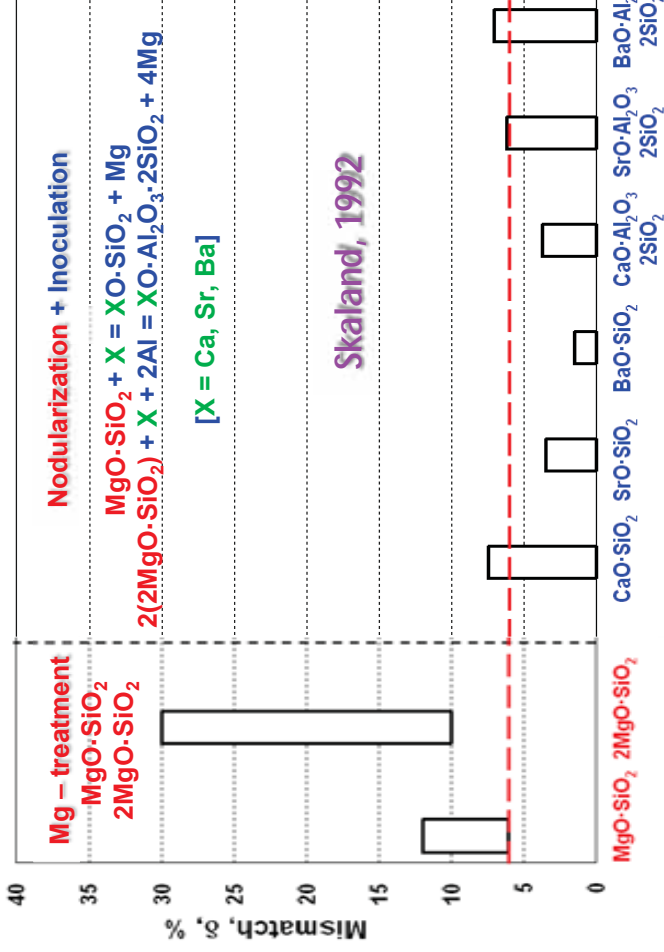 Mg – treatment
MgO·SiO₂
2MgO·SiO₂
Nodularization + Inoculation
MgO·SiO₂ + X = XO·SiO₂ + Mg
2(2MgO·SiO₂) + X + 2Al = XO·Al₂O₃·2SiO₂ + 4Mg
[X = Ca, Sr, Ba]
Skaland, 1992
Mismatch, δ, %
40
35
30
25
20
15
10
5
0
MgO·SiO₂
2MgO·SiO₂
CaO·SiO₂
SrO·SiO₂
BaO·SiO₂
CaO·Al₂O₃
2SiO₂
SrO·Al₂O₃
2SiO₂
BaO·Al₂
2SiO₂